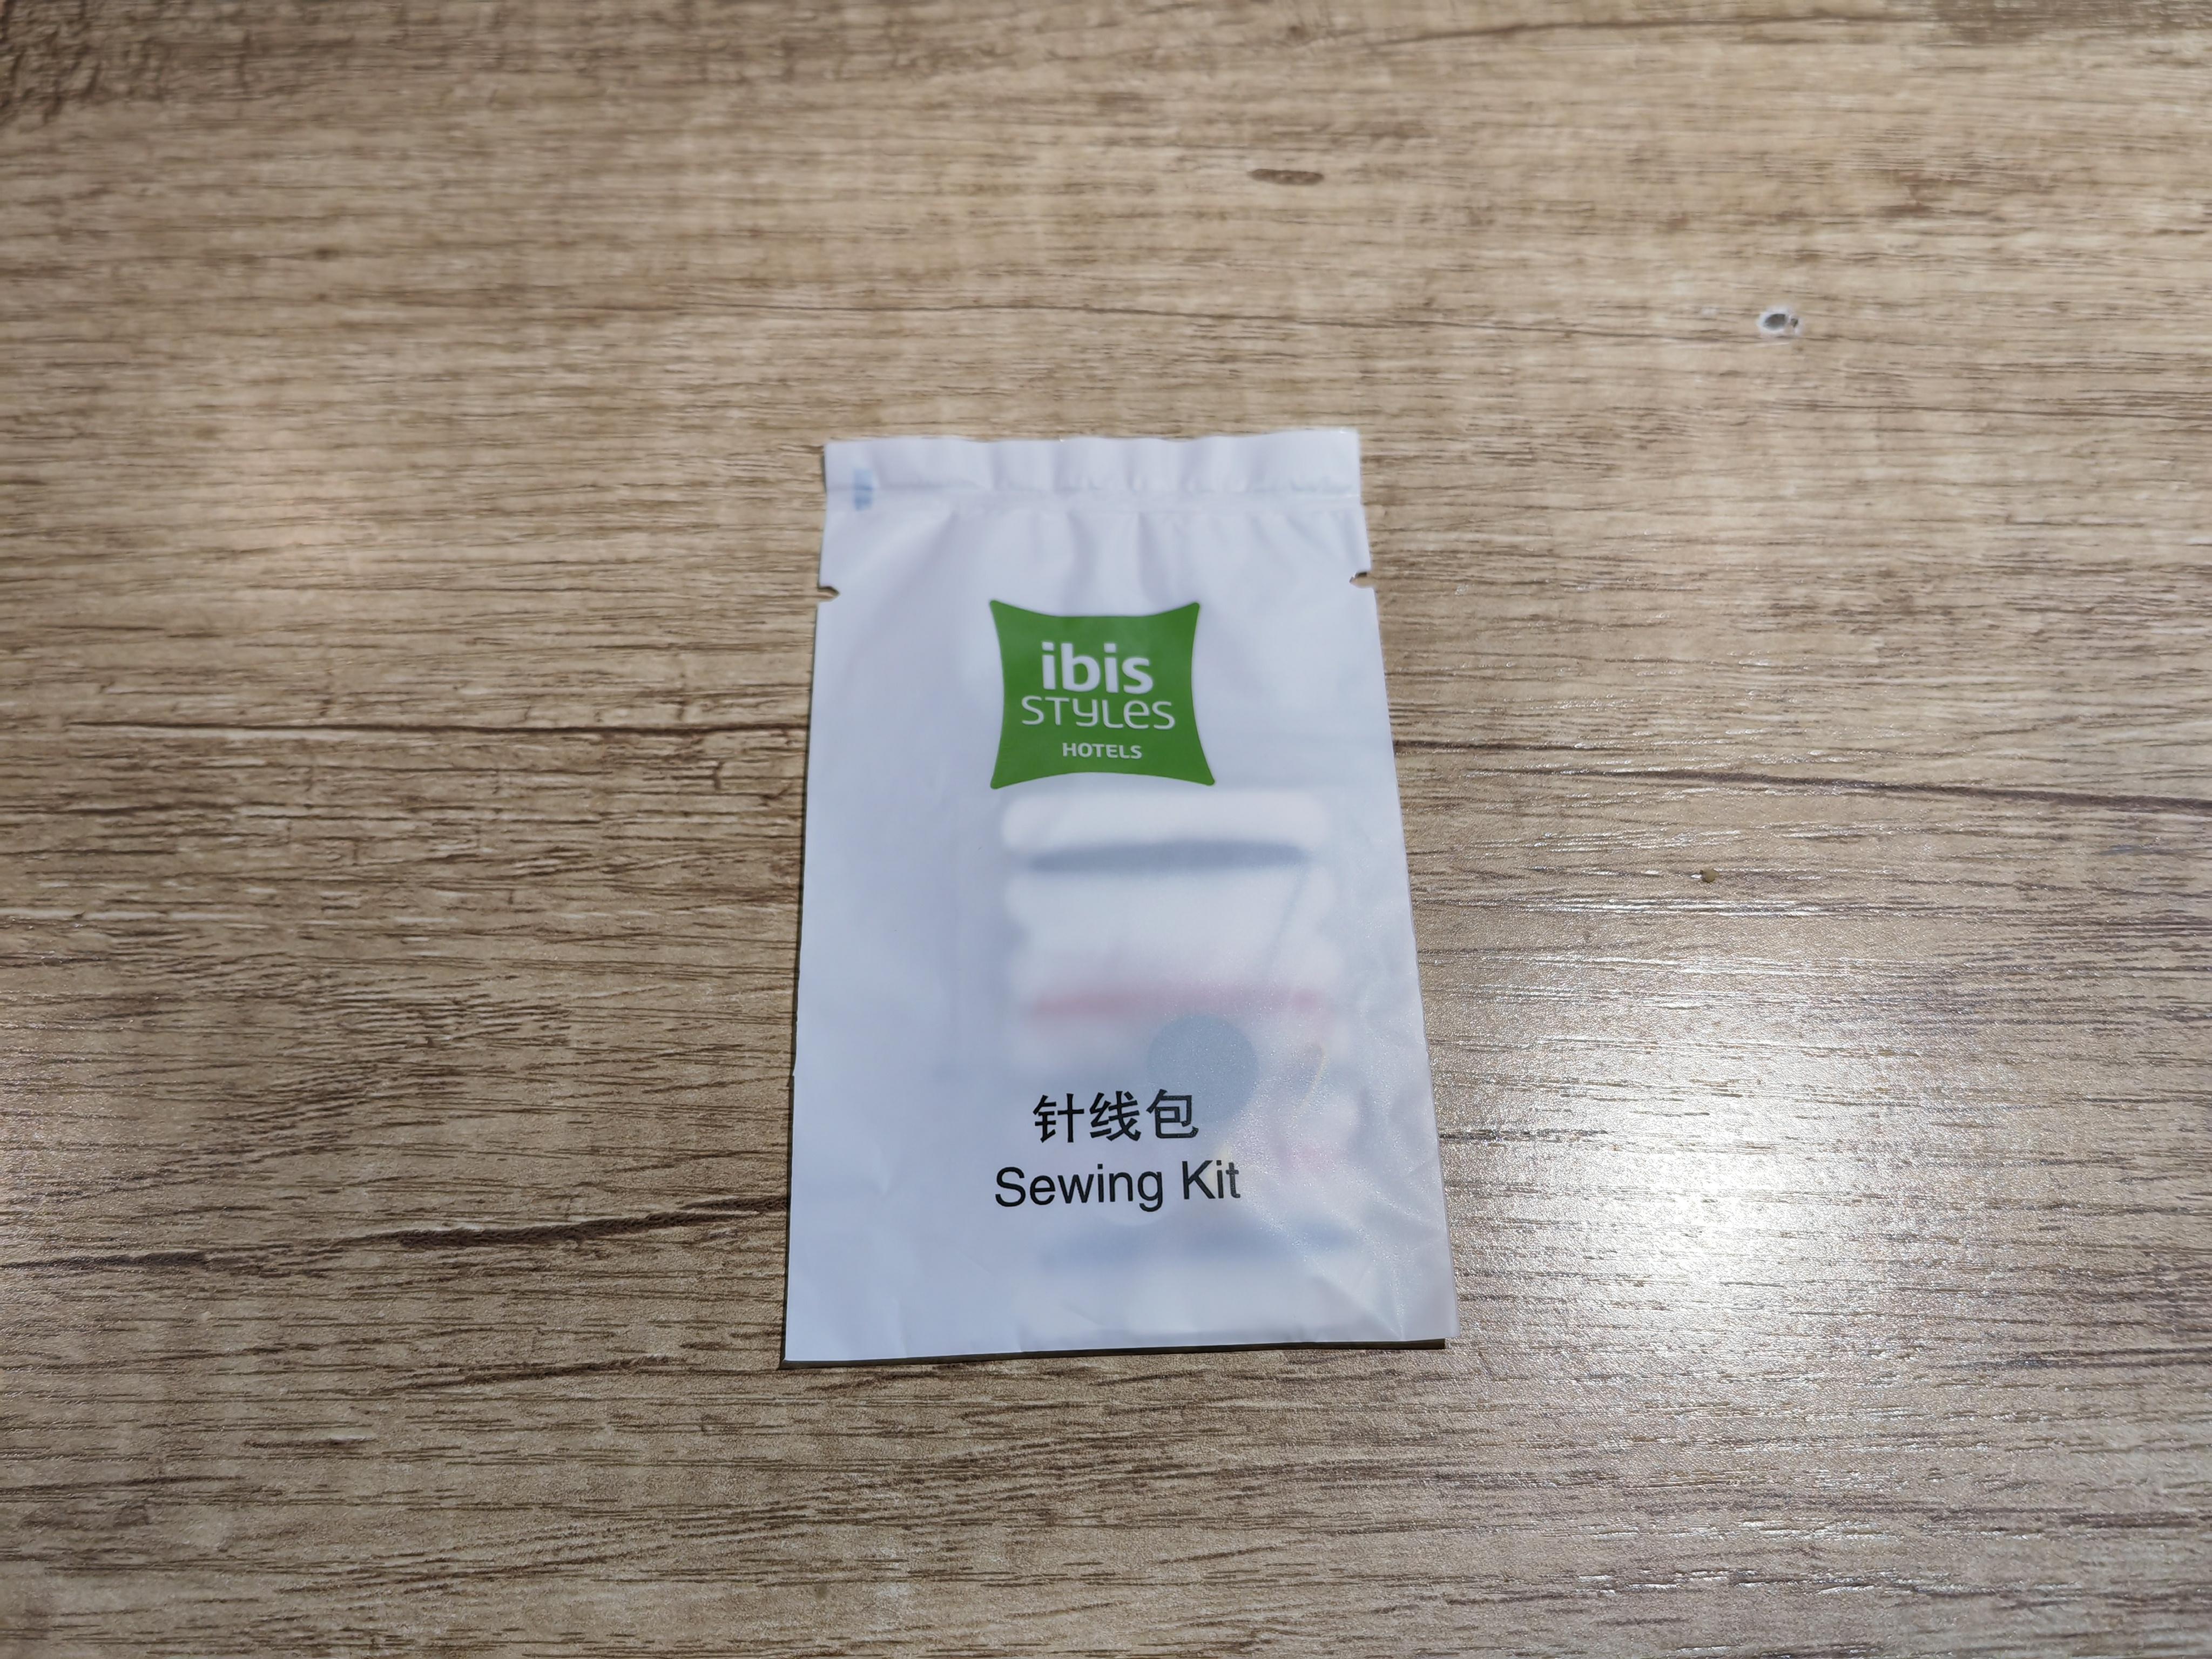 ibis
STYLES
HOTELS
针线包
Sewing Kit